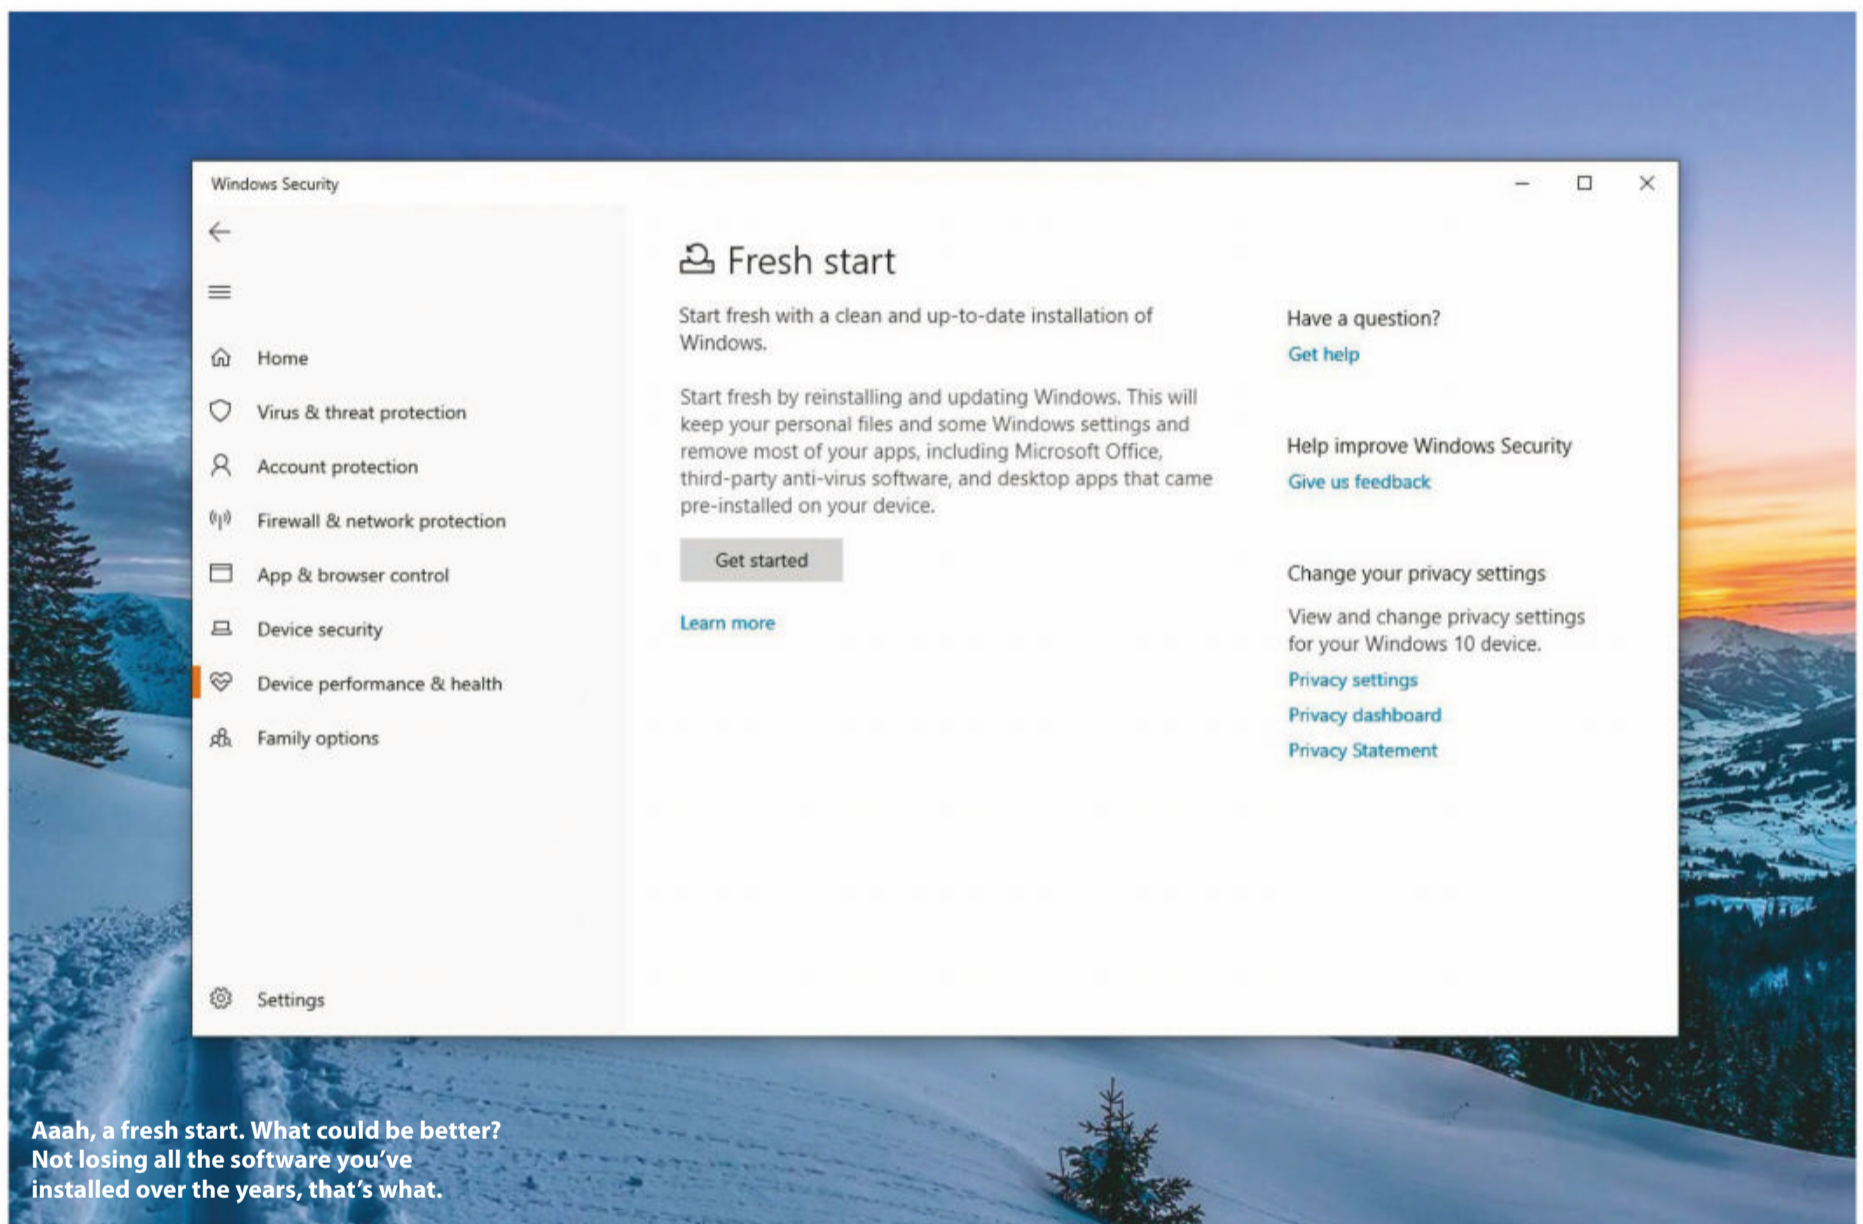 Windows Security
Fresh start
Start fresh with a clean and up-to-date installation of
Windows.
Start fresh by reinstalling and updating Windows. This will
keep your personal files and some Windows settings and
remove most of your apps, including Microsoft Office,
third-party anti-virus software, and desktop apps that came
pre-installed on your device.
Get started
Learn more
Home
Virus & threat protection
Account protection
Firewall & network protection
App & browser control
Device security
Device performance & health
Family options
Settings
Have a question?
Get help
Help improve Windows Security
Give us feedback
Change your privacy settings
View and change privacy settings
for your Windows 10 device.
Privacy settings
Privacy dashboard
Privacy Statement
Aaah, a fresh start. What could be better?
Not losing all the software you’ve
installed over the years, that’s what.